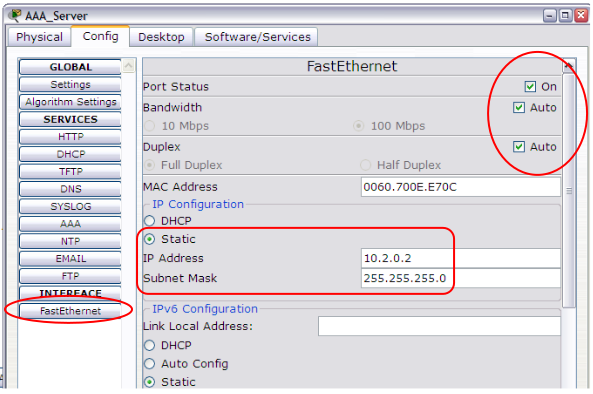 AAA_Server
Physical Config Desktop Software/Services
GLOBAL
Settings
Algorithm Settings
SERVICES
HTTP
DHCP
TFTP
DNS
SYSLOG
AAA
NTP
EMAIL
FTP
INTERFACE
FastEthernet
FastEthernet
Port Status On
Bandwidth Auto
10 Mbps 100 Mbps
Duplex Auto
Full Duplex Half Duplex
MAC Address 0060.700E.E70C
IP Configuration
DHCP
Static
IP Address 10.2.0.2
Subnet Mask 255.255.255.0
IPv6 Configuration
Link Local Address:
DHCP
Auto Config
Static